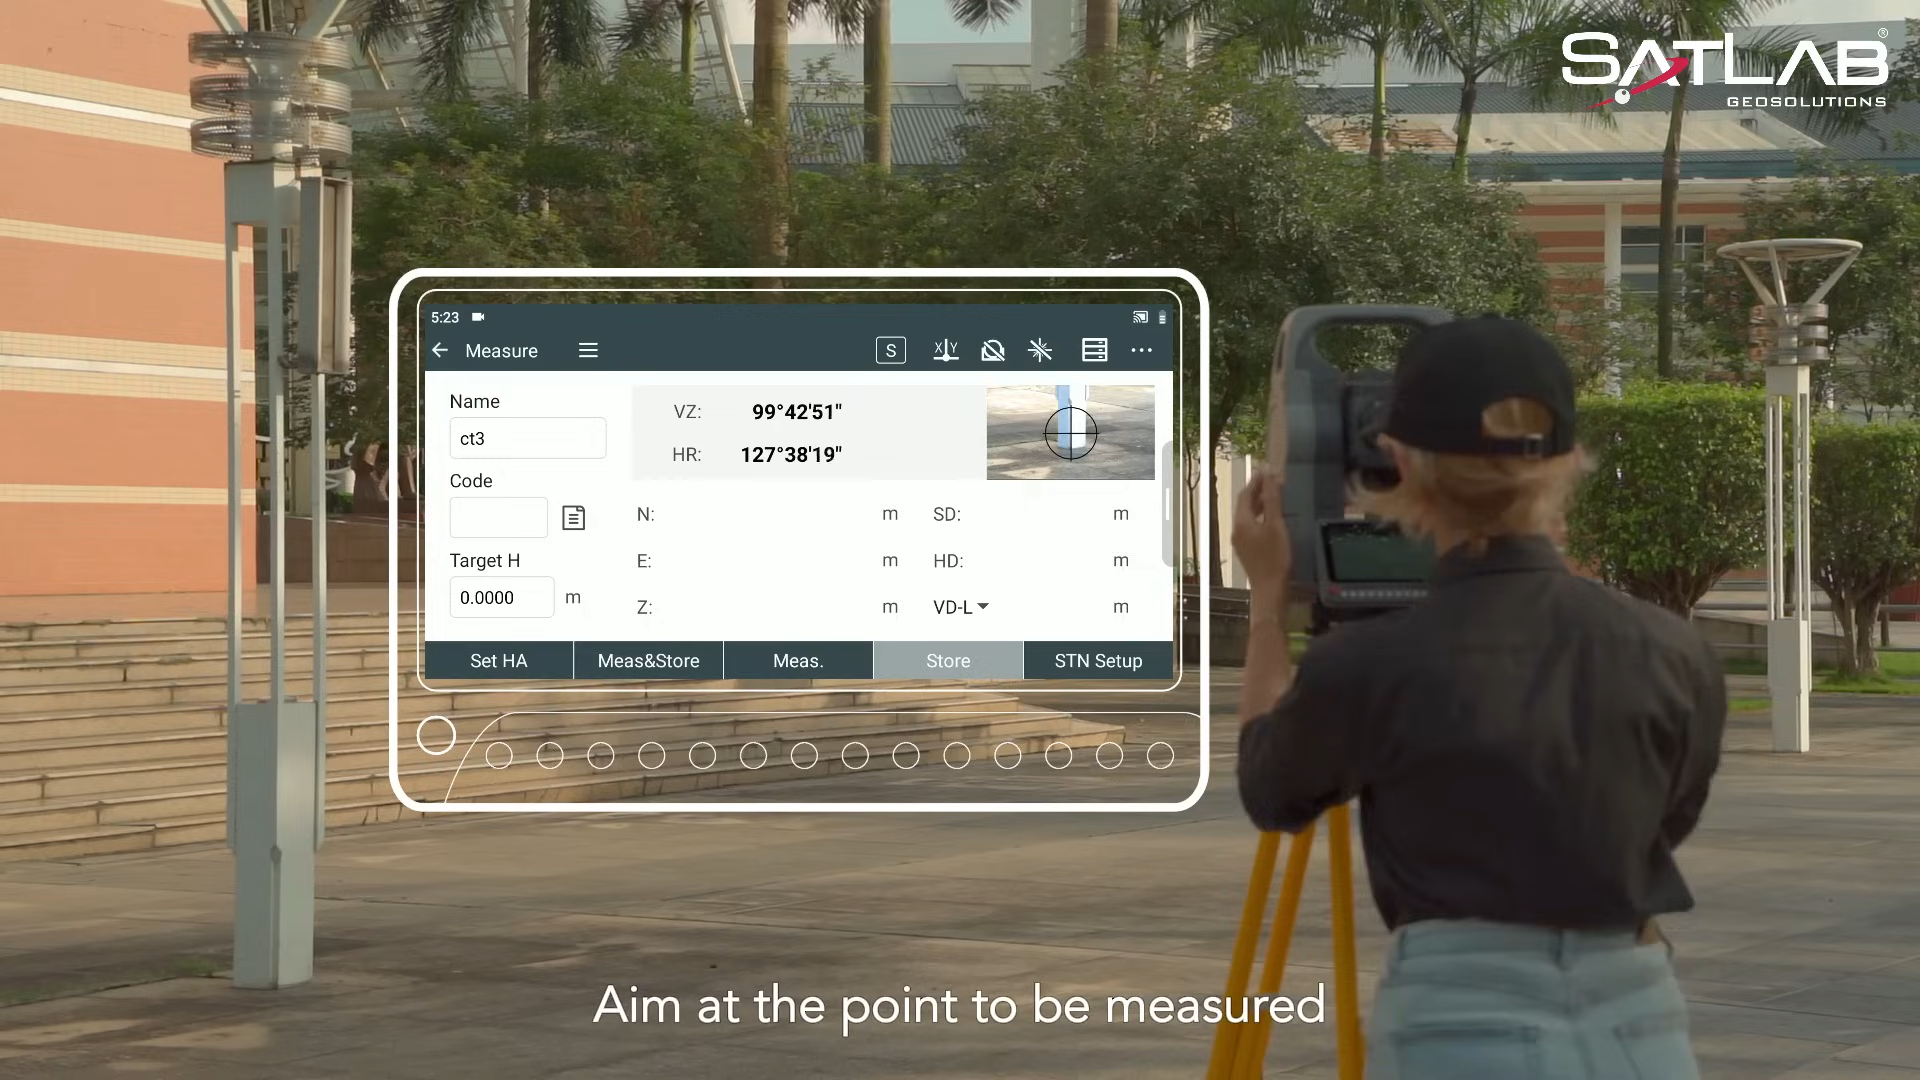 SATLAB®
GEOSOLUTIONS
5:23
Measure
S
X Y
Name
ct3
Code
Target H
0.0000 m
VZ: 99°42'51"
HR: 127°38'19"
N: m SD: m
E: m HD: m
Z: m VD-L m
Set HA Meas&Store Meas. Store STN Setup
Aim at the point to be measured